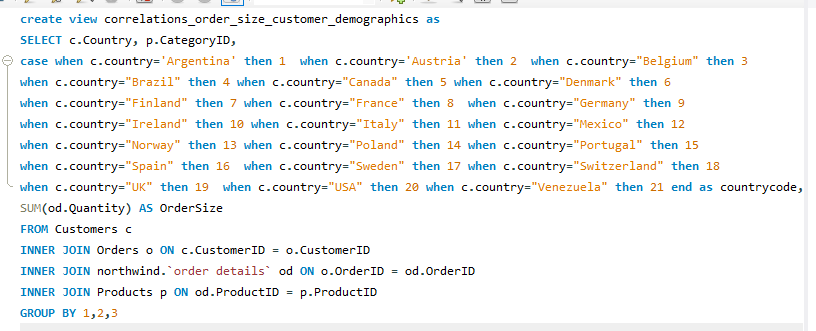 create view correlations_order_size_customer_demographics as
SELECT c.Country, p.CategoryID,
case when c.country='Argentina' then 1  when c.country='Austria' then 2  when c.country="Belgium" then 3
when c.country="Brazil" then 4 when c.country="Canada" then 5 when c.country="Denmark" then 6
when c.country="Finland" then 7 when c.country="France" then 8  when c.country="Germany" then 9
when c.country="Ireland" then 10 when c.country="Italy" then 11 when c.country="Mexico" then 12
when c.country="Norway" then 13 when c.country="Poland" then 14 when c.country="Portugal" then 15
when c.country="Spain" then 16  when c.country="Sweden" then 17 when c.country="Switzerland" then 18
when c.country="UK" then 19  when c.country="USA" then 20 when c.country="Venezuela" then 21 end as countrycode,
SUM(od.Quantity) AS OrderSize
FROM Customers c
INNER JOIN Orders o ON c.CustomerID = o.CustomerID
INNER JOIN northwind.`order details` od ON o.OrderID = od.OrderID
INNER JOIN Products p ON od.ProductID = p.ProductID
GROUP BY 1,2,3